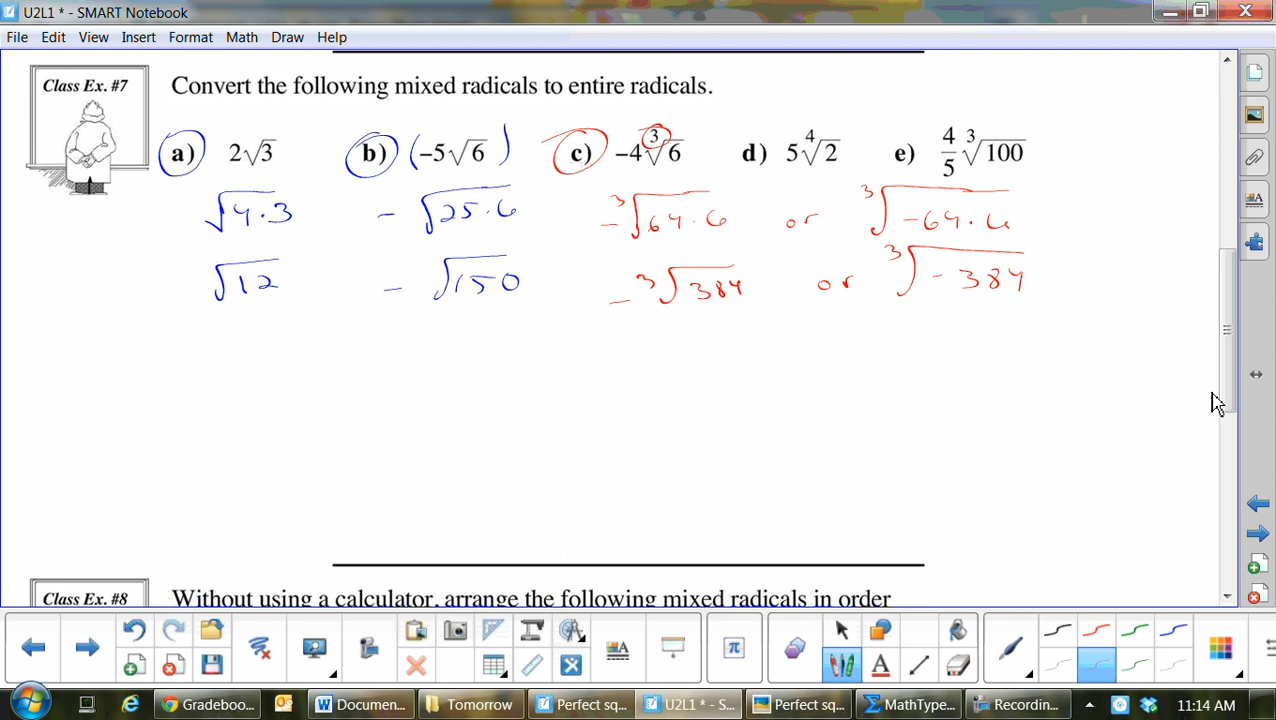 U2L1 * - SMART Notebook
File Edit View Insert Format Math Draw Help
Class Ex. #7
Convert the following mixed radicals to entire radicals.
a) 2√3 b) (−5√6) c) −4∛6 d) 5∜2 e) 4/5 ∛100
√4·3 - √25·6 -∛64·6 or ∛-64·6
√12 - √150 -∛384 or ∛-384
Class Ex. #8
Without using a calculator, arrange the following mixed radicals in order
π
A
Gradeboo... Documen... Tomorrow Perfect sq... U2L1 * - S... Perfect sq... MathType... Recordin... 11:14 AM